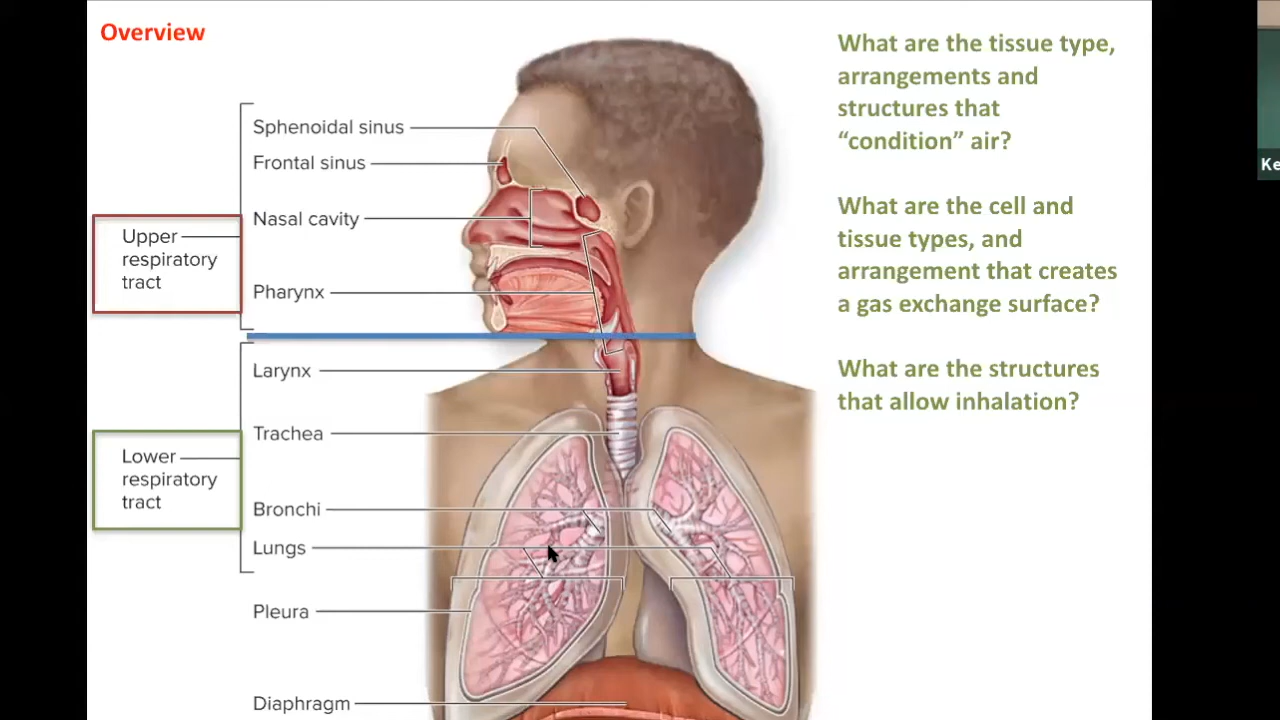 Overview
Sphenoidal sinus
Frontal sinus
Nasal cavity
Upper
respiratory
tract
Pharynx
Larynx
Trachea
Lower
respiratory
tract
Bronchi
Lungs
Pleura
Diaphragm
What are the tissue type,
arrangements and
structures that
“condition” air?
What are the cell and
tissue types, and
arrangement that creates
a gas exchange surface?
What are the structures
that allow inhalation?
Ke